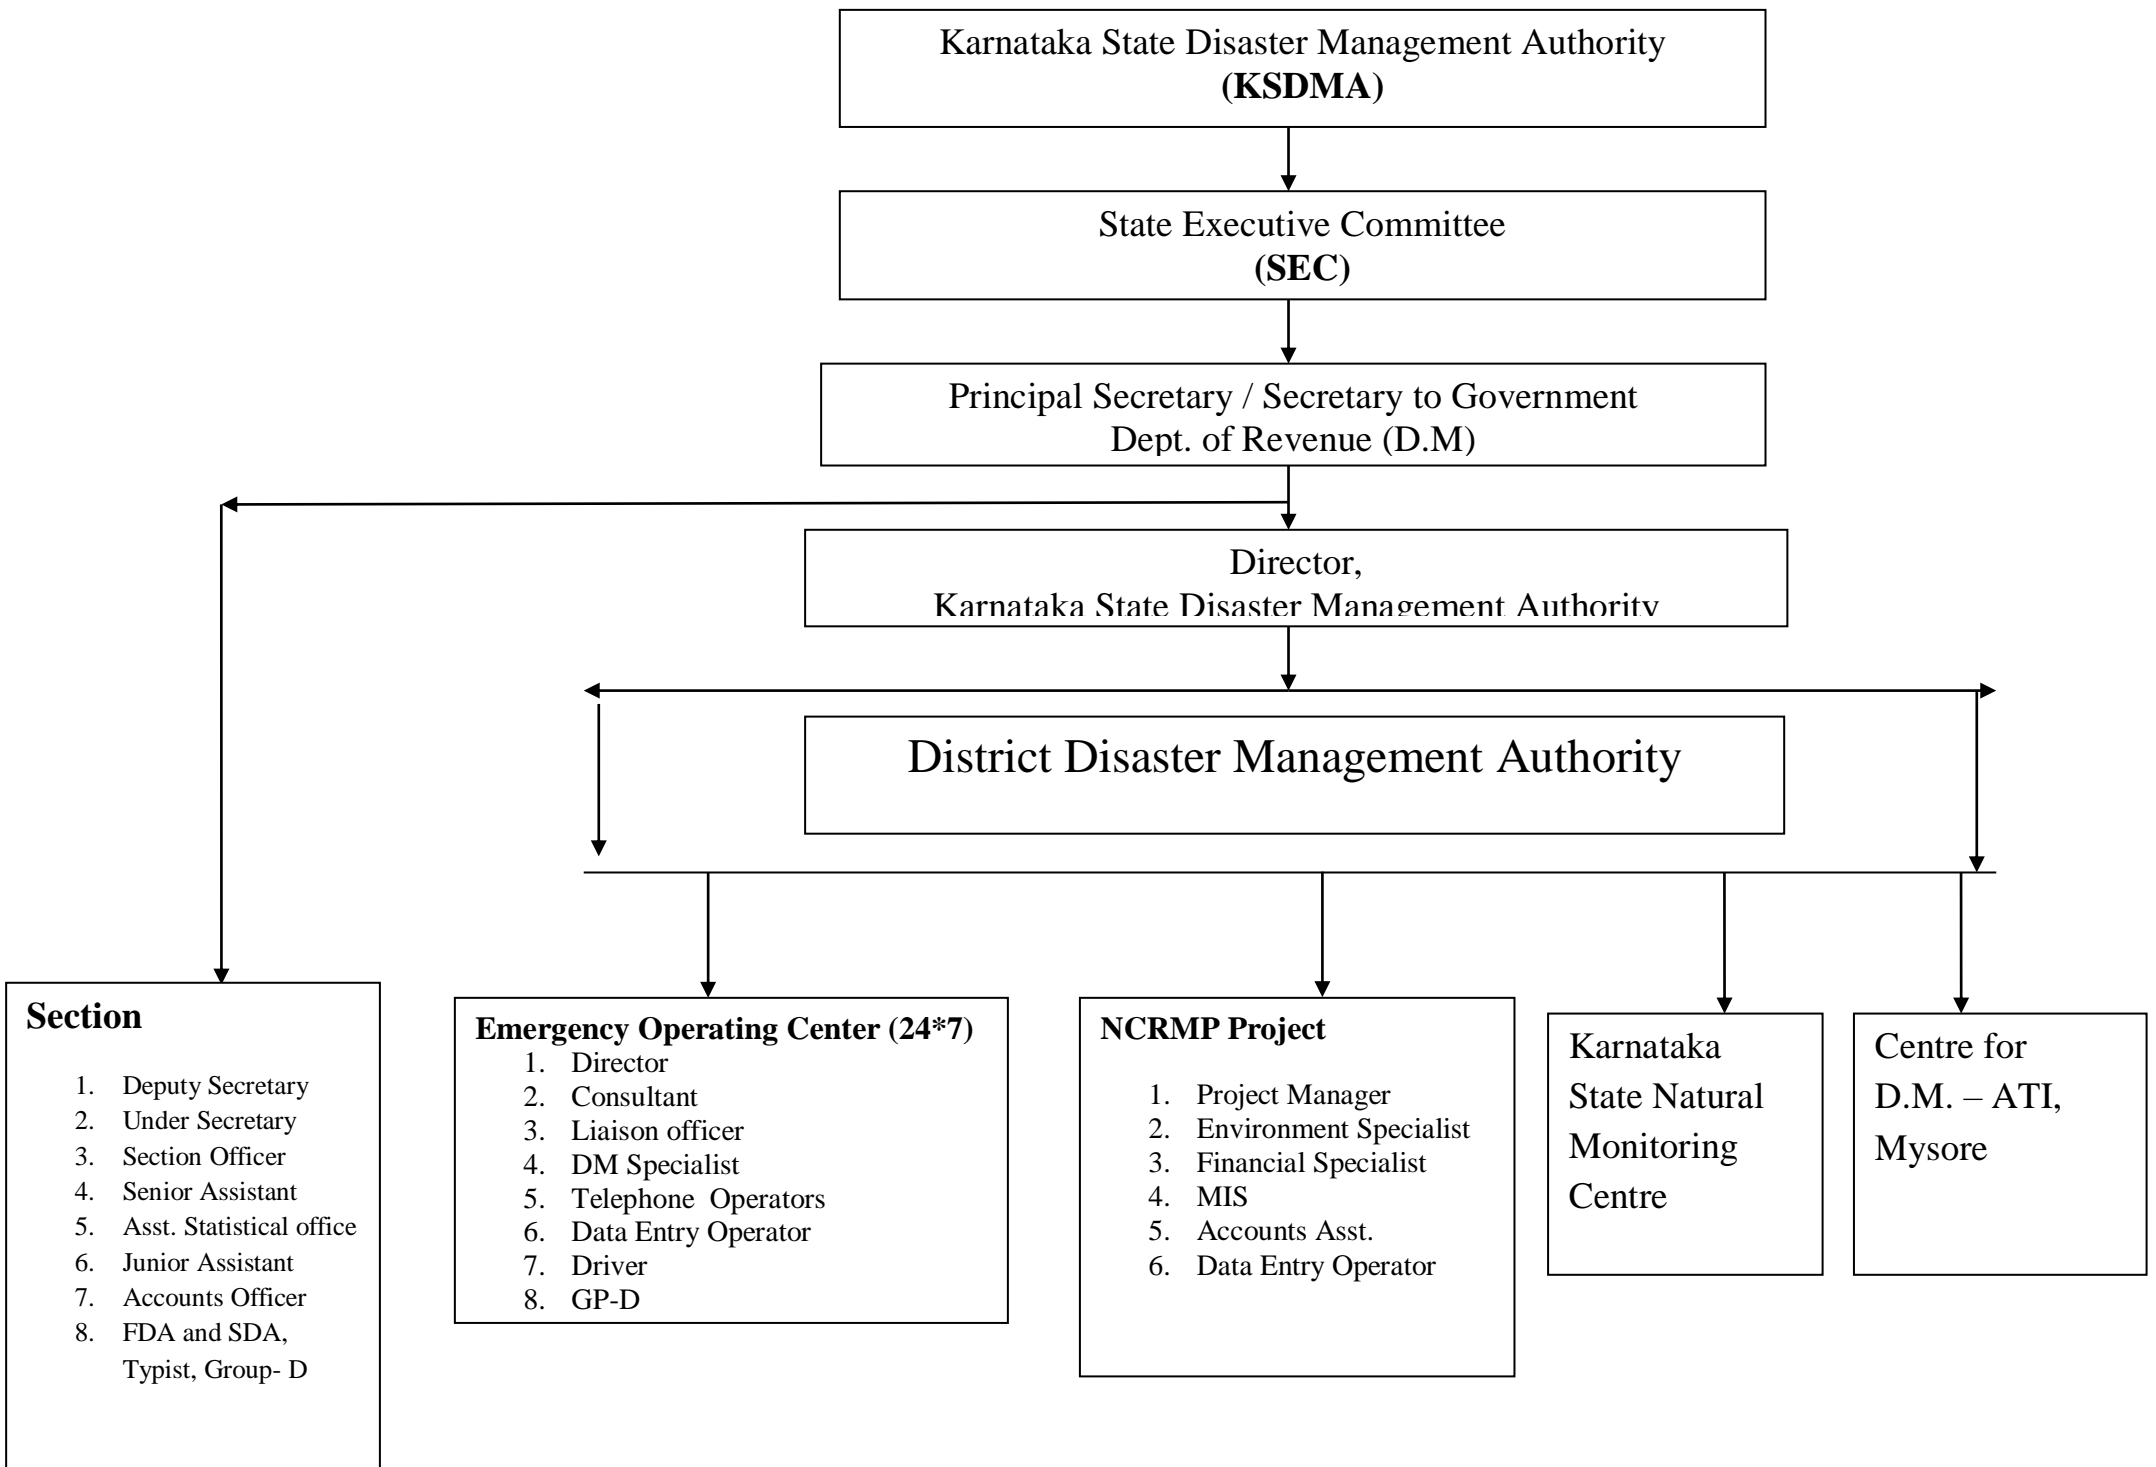 Karnataka State Disaster Management Authority
(KSDMA)
State Executive Committee
(SEC)
Principal Secretary / Secretary to Government
Dept. of Revenue (D.M)
Director,
Karnataka State Disaster Management Authority
District Disaster Management Authority
Section
1. Deputy Secretary
2. Under Secretary
3. Section Officer
4. Senior Assistant
5. Asst. Statistical office
6. Junior Assistant
7. Accounts Officer
8. FDA and SDA,
Typist, Group- D
Emergency Operating Center (24*7)
1. Director
2. Consultant
3. Liaison officer
4. DM Specialist
5. Telephone Operators
6. Data Entry Operator
7. Driver
8. GP-D
NCRMP Project
1. Project Manager
2. Environment Specialist
3. Financial Specialist
4. MIS
5. Accounts Asst.
6. Data Entry Operator
Karnataka
State Natural
Monitoring
Centre
Centre for
D.M. – ATI,
Mysore